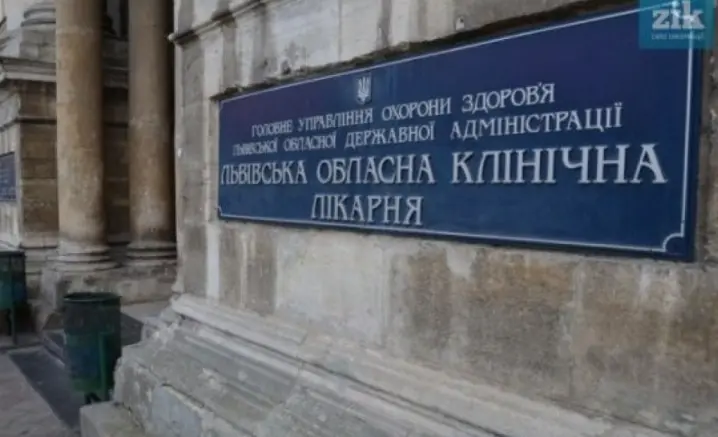 zik
ГОЛОВНЕ УПРАВЛІННЯ ОХОРОНИ ЗДОРОВ'Я
ЛЬВІВСЬКОЇ ОБЛАСНОЇ ДЕРЖАВНОЇ АДМІНІСТРАЦІЇ
ЛЬВІВСЬКА ОБЛАСНА КЛІНІЧНА
ЛІКАРНЯ